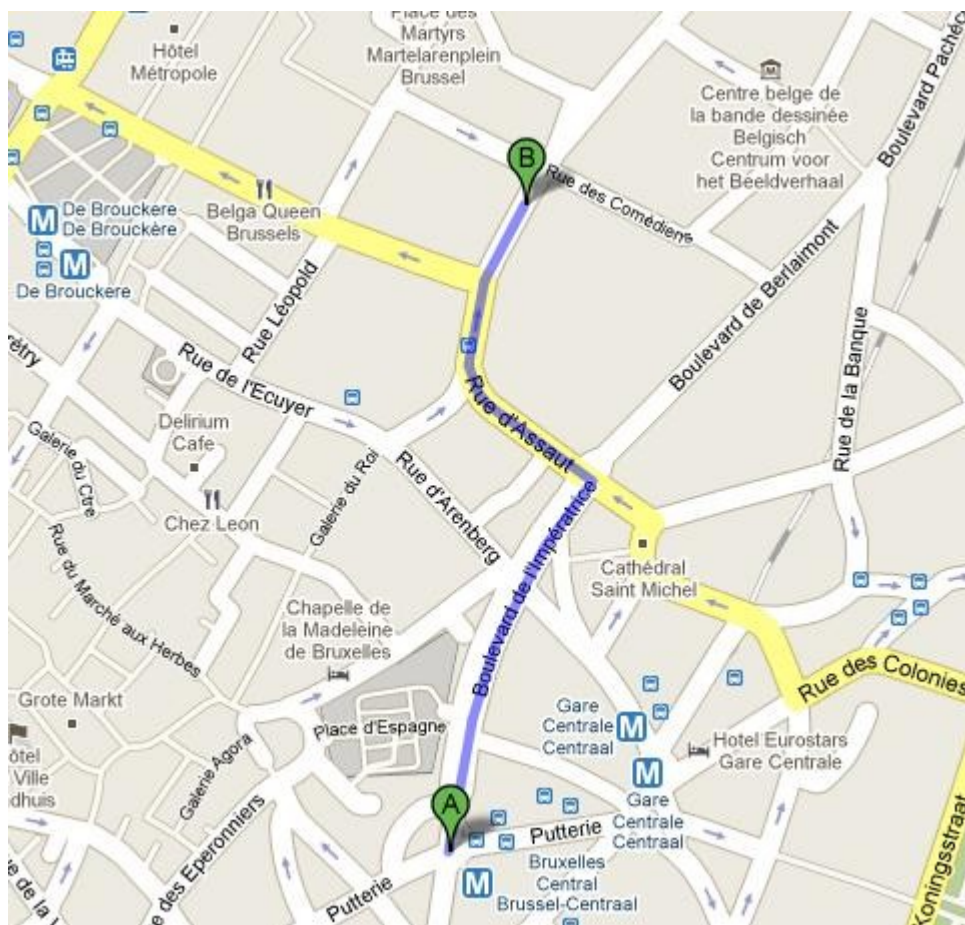 Place des
Martyrs
Martelarenplein
Brussel
Hôtel
Métropole
Centre belge de
la bande dessinée
Belgisch
Centrum voor
het Beeldverhaal
Boulevard Pachéco
B
Rue des Comédiens
Belga Queen
Brussels
M
De Brouckere
De Brouckère
M
De Brouckere
Rue Léopold
Boulevard de Berlaimont
Rue de la Banque
Rue de l'Ecuyer
Rue d'Assaut
Delirium
Cafe
Galerie du Ctre
Galerie du Roi
Rue d'Arenberg
Chez Leon
Boulevard de l'Impératrice
Cathédral
Saint Michel
Rue du Marché aux Herbes
Chapelle de
la Madeleine
de Bruxelles
Rue des Colonies
Grote Markt
Place d'Espagne
Gare
Centrale
Centraal
M
Hotel Eurostars
Gare Centrale
Galerie Agora
M
Gare
Centrale
Centraal
A
Putterie
Putterie
Bruxelles
Central
Brussel-Centraal
M
Ville
Koningsstraat